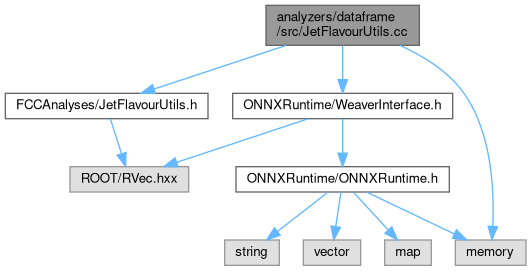 analyzers/dataframe
/src/JetFlavourUtils.cc
FCCAnalyses/JetFlavourUtils.h
ONNXRuntime/WeaverInterface.h
ROOT/RVec.hxx
ONNXRuntime/ONNXRuntime.h
string
vector
map
memory